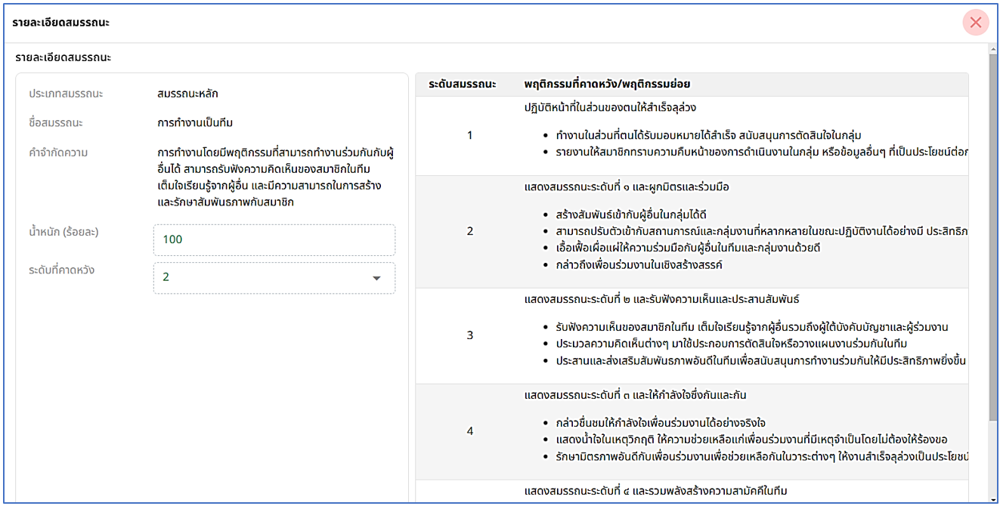 รายละเอียดสมรรถนะ
รายละเอียดสมรรถนะ
ประเภทสมรรถนะ สมรรถนะหลัก
ชื่อสมรรถนะ การทำงานเป็นทีม
คำจำกัดความ การทำงานโดยมีพฤติกรรมที่สามารถทำงานร่วมกันกับผู้
อื่นได้ สามารถรับฟังความคิดเห็นของสมาชิกในทีม
เต็มใจเรียนรู้จากผู้อื่น และมีความสามารถในการสร้าง
และรักษาสัมพันธภาพกับสมาชิก
น้ำหนัก (ร้อยละ) 100
ระดับที่คาดหวัง 2
ระดับสมรรถนะ พฤติกรรมที่คาดหวัง/พฤติกรรมย่อย
ปฏิบัติหน้าที่ในส่วนของตนให้สำเร็จลุล่วง
1
• ทำงานในส่วนที่ตนได้รับมอบหมายได้สำเร็จ สนับสนุนการตัดสินใจในกลุ่ม
• รายงานให้สมาชิกทราบความคืบหน้าของการดำเนินงานในกลุ่ม หรือข้อมูลอื่นๆ ที่เป็นประโยชน์ต่อ
แสดงสมรรถนะระดับที่ ๑ และผูกมิตรและร่วมมือ
• สร้างสัมพันธ์เข้ากับผู้อื่นในกลุ่มได้ดี
2
• สามารถปรับตัวเข้ากับสถานการณ์และกลุ่มงานที่หลากหลายในขณะปฏิบัติงานได้อย่างมี ประสิทธิภ
• เอื้อเฟื้อเผื่อแผ่ให้ความร่วมมือกับผู้อื่นในทีมและกลุ่มงานด้วยดี
• กล่าวถึงเพื่อนร่วมงานในเชิงสร้างสรรค์
แสดงสมรรถนะระดับที่ ๒ และรับฟังความเห็นและประสานสัมพันธ์
• รับฟังความเห็นของสมาชิกในทีม เต็มใจเรียนรู้จากผู้อื่นรวมถึงผู้ใต้บังคับบัญชาและผู้ร่วมงาน
3
• ประมวลความคิดเห็นต่างๆ มาใช้ประกอบการตัดสินใจหรือวางแผนงานร่วมกันในทีม
• ประสานและส่งเสริมสัมพันธภาพอันดีในทีมเพื่อสนับสนุนการทำงานร่วมกันให้มีประสิทธิภาพยิ่งขึ้น
แสดงสมรรถนะระดับที่ ๓ และให้กำลังใจซึ่งกันและกัน
• กล่าวชื่นชมให้กำลังใจเพื่อนร่วมงานได้อย่างจริงใจ
4
• แสดงน้ำใจในเหตุวิกฤติ ให้ความช่วยเหลือแก่เพื่อนร่วมงานที่มีเหตุจำเป็นโดยไม่ต้องให้ร้องขอ
• รักษามิตรภาพอันดีกับเพื่อนร่วมงานเพื่อช่วยเหลือกันในวาระต่างๆ ให้งานสำเร็จลุล่วงเป็นประโยชน์
แสดงสมรรถนะระดับที่ ๔ และรวมพลังสร้างความสามัคคีในทีม